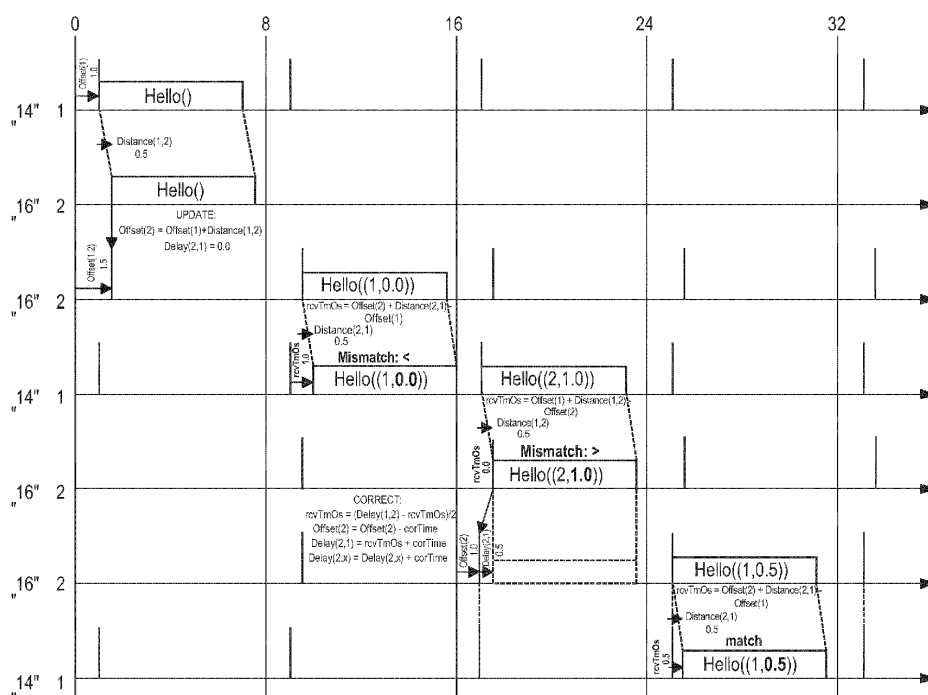 0 8 16 24 32
Offset(1)
1.0
Hello()
14" 1
"
Distance(1,2)
0.5
Hello()
16" 2
"
UPDATE:
Offset(2) = Offset(1)+Distance(1,2)
Delay(2,1) = 0.0
Offset(1,2)
1.5
Hello((1,0.0))
16" 2
"
rcvTmOs = Offset(2) + Distance(2,1)-
Offset(1)
Distance(2,1)
0.5
Mismatch: <
rcvTmOs
1.0
Hello((1,0.0))
Hello((2,1.0))
14" 1
"
rcvTmOs = Offset(1) + Distance(1,2)-
Offset(2)
Distance(1,2)
0.5
Mismatch: >
rcvTmOs
0.0
Hello((2,1.0))
16" 2
"
CORRECT:
rcvTmOs = (Delay(1,2) - rcvTmOs)/2
Offset(2) = Offset(2) - corTime
Delay(2,1) = rcvTmOs + corTime
Delay(2,x) = Delay(2,x) + corTime
Offset(2)
1.0
Delay(2,1)
0.5
Hello((1,0.5))
16" 2
"
rcvTmOs = Offset(2) + Distance(2,1)-
Offset(1)
Distance(2,1)
0.5
match
rcvTmOs
0.5
Hello((1,0.5))
14" 1
"